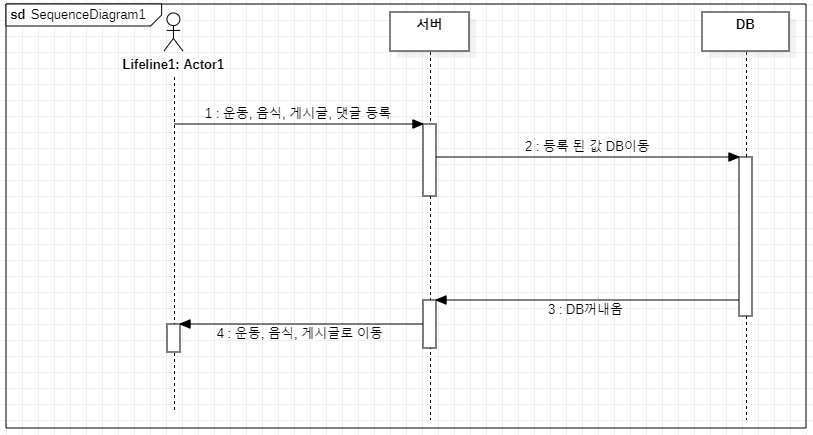 sd SequenceDiagram1
서버
DB
Lifeline1: Actor1
1 : 운동, 음식, 게시글, 댓글 등록
2 : 등록 된 값 DB이동
3 : DB꺼내옴
4 : 운동, 음식, 게시글로 이동